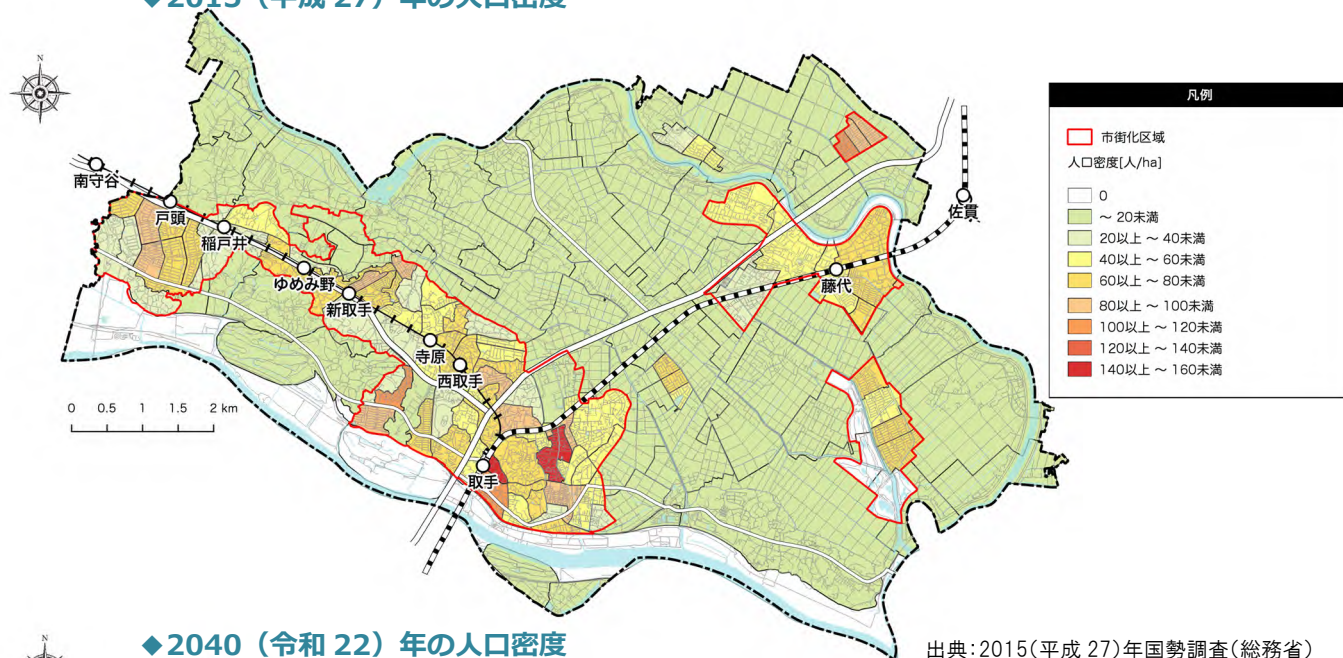 ◆2015（平成 27）年の人口密度
N
凡例
市街化区域
人口密度[人/ha]
0
～ 20未満
20以上 ～ 40未満
40以上 ～ 60未満
60以上 ～ 80未満
80以上 ～ 100未満
100以上 ～ 120未満
120以上 ～ 140未満
140以上 ～ 160未満
南守谷
戸頭
稲戸井
ゆめみ野
新取手
寺原
西取手
取手
藤代
佐貫
0 0.5 1 1.5 2 km
N
◆2040（令和 22）年の人口密度
出典：2015（平成 27）年国勢調査（総務省）